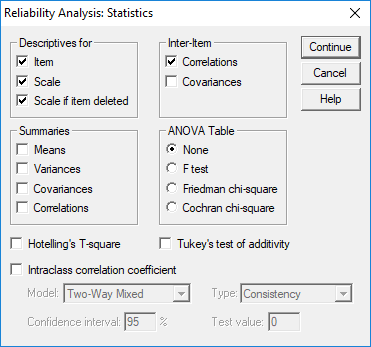 Reliability Analysis: Statistics
Descriptives for
Item
Scale
Scale if item deleted
Inter-Item
Correlations
Covariances
Continue
Cancel
Help
Summaries
Means
Variances
Covariances
Correlations
ANOVA Table
None
F test
Friedman chi-square
Cochran chi-square
Hotelling's T-square
Tukey's test of additivity
Intraclass correlation coefficient
Model: Two-Way Mixed
Type: Consistency
Confidence interval: 95 %
Test value: 0